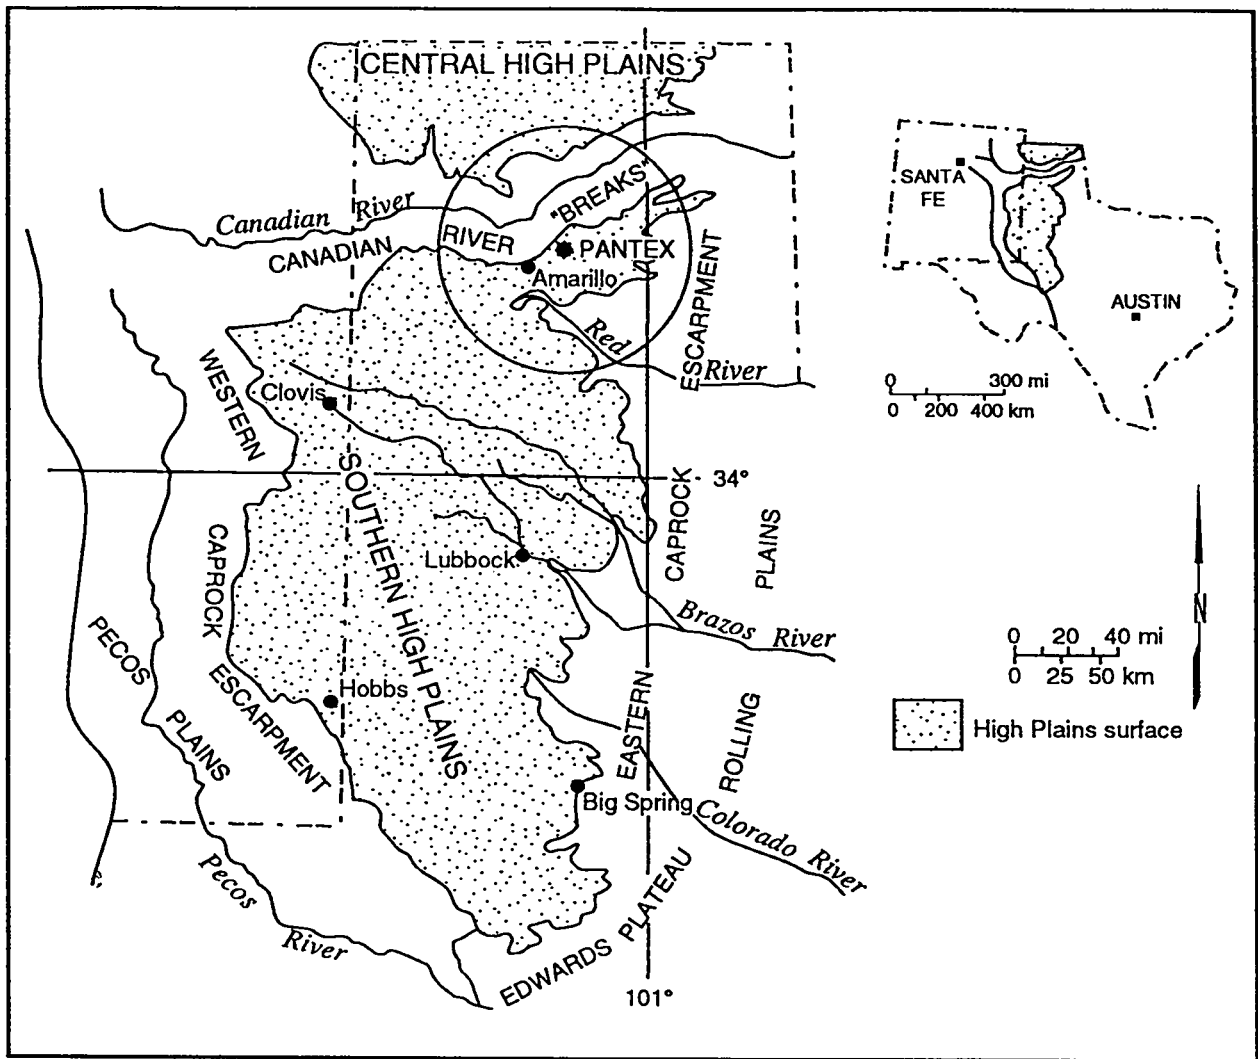 CENTRAL HIGH PLAINS
Canadian River
CANADIAN RIVER "BREAKS"
PANTEX
Amarillo
Red River
WESTERN CAPROCK ESCARPMENT
Clovis
SOUTHERN HIGH PLAINS
34°
Lubbock
Brazos River
EASTERN CAPROCK ESCARPMENT
ROLLING PLAINS
PECOS PLAINS
Hobbs
Big Spring
Colorado River
Pecos River
EDWARDS PLATEAU
101°
SANTA FE
AUSTIN
0 300 mi
0 200 400 km
N
0 20 40 mi
0 25 50 km
High Plains surface